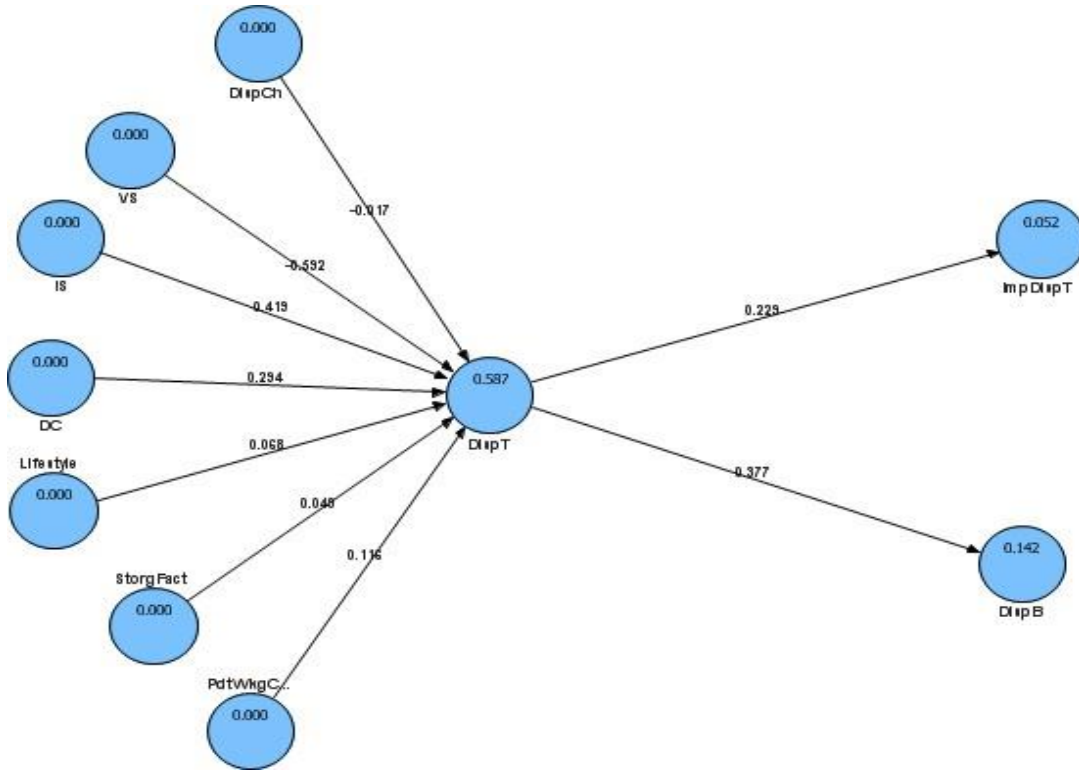 0.000
DispCh
0.000
VS
0.000
IS
0.000
DC
Lifestyle
0.000
StorgFact
0.000
PdtWkgC...
0.000
-0.017
-0.592
0.419
0.294
0.068
0.116
0.587
DispT
0.229
0.377
0.052
ImpDispT
0.142
DispB